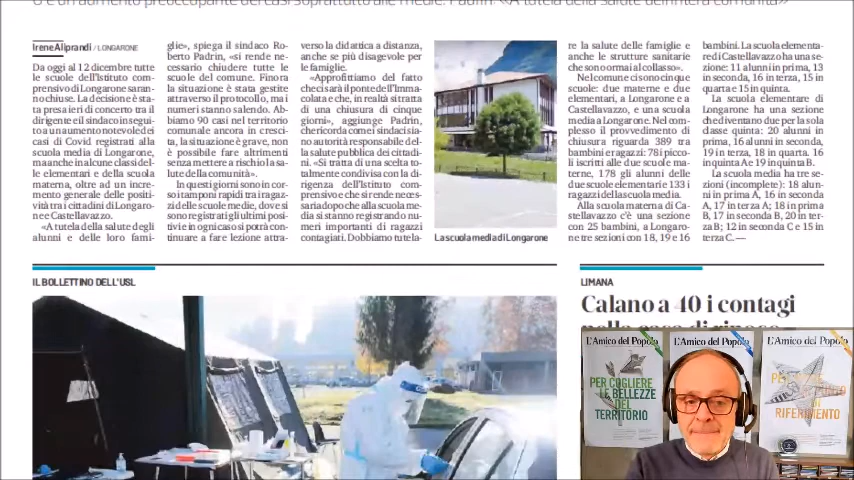 Irene Aliprandi / LONGARONE
Da oggi al 12 dicembre tutte
le scuole dell'Istituto com-
prensivo di Longarone saran-
no chiuse. La decisione è sta-
ta presa ieri di concerto tra il
dirigente e il sindaco in segui-
to a un aumento notevole dei
casi di Covid registrati alla
scuola media di Longarone,
ma anche in alcune classi del-
le elementari e della scuola
materna, oltre ad un incre-
mento generale delle positi-
vità tra i cittadini di Longaro-
ne e Castellavazzo.
«A tutela della salute degli
alunni e delle loro fami-
glie», spiega il sindaco Ro-
berto Padrin, «si rende ne-
cessario chiudere tutte le
scuole del comune. Finora
la situazione è stata gestita
attraverso il protocollo, ma i
numeri stanno salendo. Ab-
biamo 90 casi nel territorio
comunale ancora in cresci-
ta, la situazione è grave, non
è possibile fare altrimenti
senza mettere a rischio la sa-
lute della comunità».
In questi giorni sono in cor-
so i tamponi rapidi tra i ragaz-
zi delle scuole medie, dove si
sono registrati gli ultimi posi-
tivi e in ogni caso si potrà con-
tinuare a fare lezione attra-
verso la didattica a distanza,
anche se più disagevole per
le famiglie.
«Approfittiamo del fatto
che ci sarà il ponte dell'Imma-
colata e che, in realtà si tratta
di una chiusura di cinque
giorni», aggiunge Padrin,
che ricorda come i sindaci sia-
no autorità responsabile del-
la salute pubblica dei cittadi-
ni. «Si tratta di una scelta to-
talmente condivisa con la di-
rigenza dell'Istituto com-
prensivo e che si rende neces-
saria dopo che alla scuola me-
dia si stanno registrando nu-
meri importanti di ragazzi
contagiati. Dobbiamo tutela-
La scuola media di Longarone
re la salute delle famiglie e
anche le strutture sanitarie
che sono ormai al collasso».
Nel comune ci sono cinque
scuole: due materne e due
elementari, a Longarone e a
Castellavazzo, e una scuola
media a Longarone. Nel com-
plesso il provvedimento di
chiusura riguarda 389 tra
bambini e ragazzi: 78 i picco-
li iscritti alle due scuole ma-
terne, 178 gli alunni delle
due scuole elementari e 133 i
ragazzi della scuola media.
Alla scuola materna di Ca-
stellavazzo c'è una sezione
con 25 bambini, a Longaro-
ne tre sezioni con 18, 19 e 16
bambini. La scuola elementa-
re di Castellavazzo ha una se-
zione: 11 alunni in prima, 13
in seconda, 16 in terza, 15 in
quarta e 15 in quinta.
La scuola elementare di
Longarone ha una sezione
che diventano due per la sola
classe quinta: 20 alunni in
prima, 16 alunni in seconda,
19 in terza, 18 in quarta, 16
in quinta A e 19 in quinta B.
La scuola media ha tre se-
zioni (incomplete): 18 alun-
ni in prima A, 16 in seconda
A, 17 in terza A; 18 in prima
B, 17 in seconda B, 20 in ter-
za B; 12 in seconda C e 15 in
terza C. —
IL BOLLETTINO DELL'USL
LIMANA
Calano a 40 i contagi
L'Amico del Popolo
PER COGLIERE
LE BELLEZZE
DEL
TERRITORIO
L'Amico del Popolo
L'Amico del Popolo
RIFERIMENTO